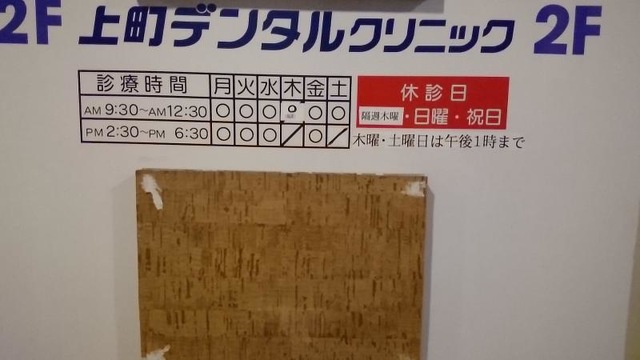 2F 上町デンタルクリニック 2F
診療時間 月 火 水 木 金 土
AM 9:30～AM12:30 ○ ○ ○ ○ ○ ○
PM 2:30～PM 6:30 ○ ○ ○ ／ ○ ／
休診日
隔週木曜・日曜・祝日
木曜・土曜日は午後1時まで